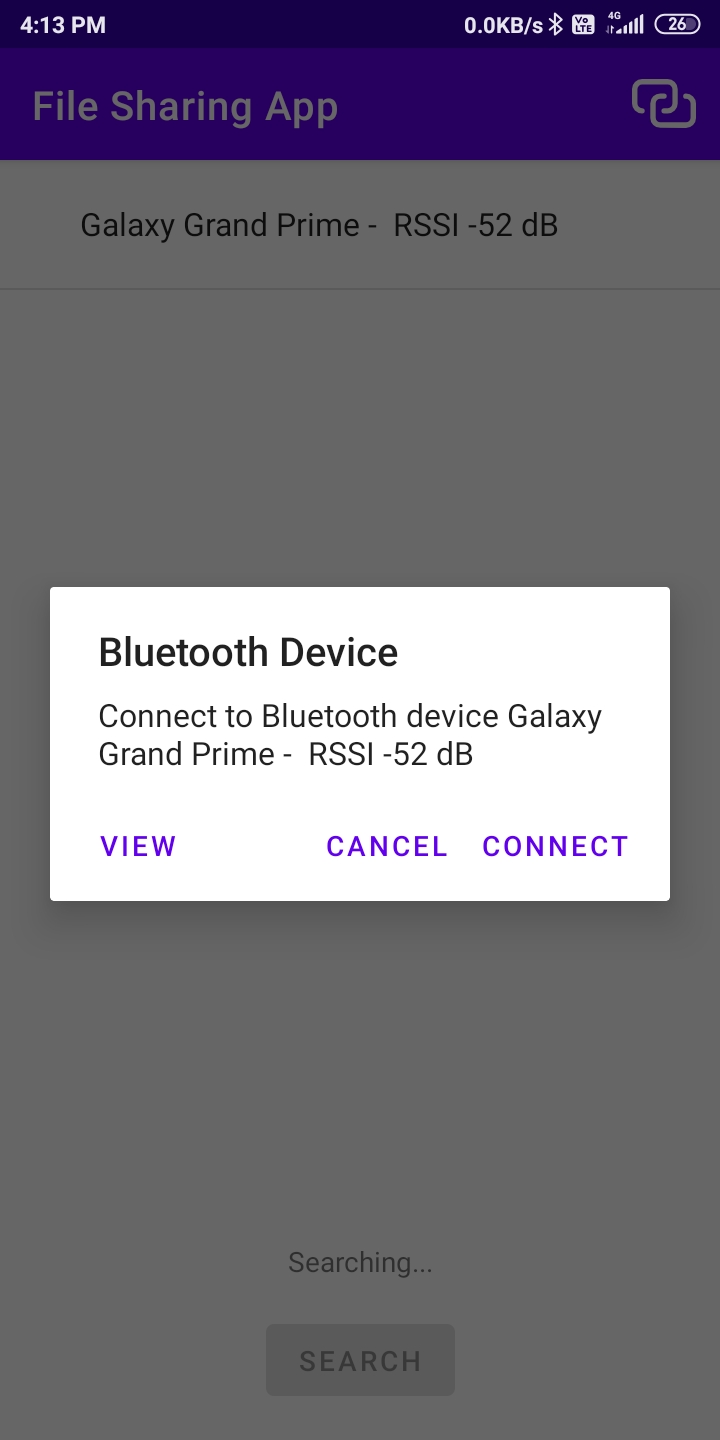 4:13 PM 0.0KB/s Vo LTE 4G 26
File Sharing App
Galaxy Grand Prime -  RSSI -52 dB
Bluetooth Device
Connect to Bluetooth device Galaxy
Grand Prime -  RSSI -52 dB
VIEW CANCEL CONNECT
Searching...
SEARCH